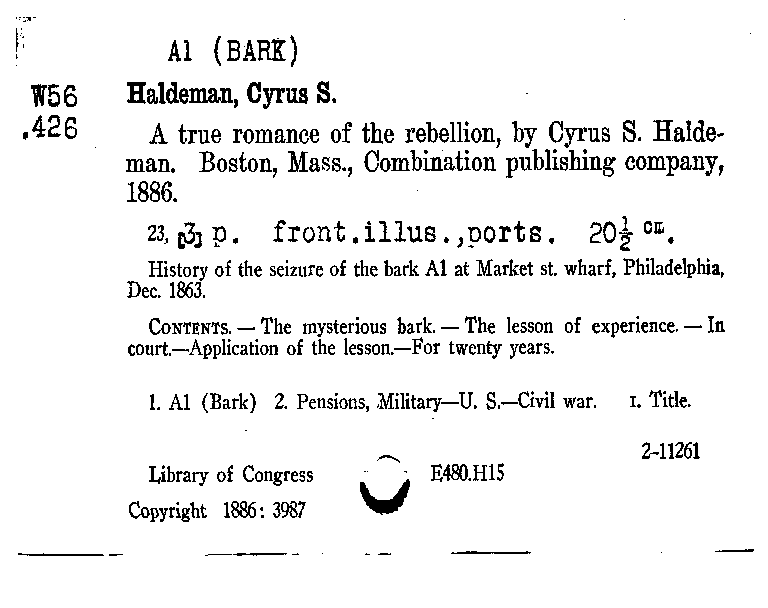 A1 (BARK)
W56
.426
Haldeman, Cyrus S.
A true romance of the rebellion, by Cyrus S. Halde-
man. Boston, Mass., Combination publishing company,
1886.
23, [3] p. front.illus.,ports. 20½ cm.
History of the seizure of the bark A1 at Market st. wharf, Philadelphia,
Dec. 1863.
CONTENTS. — The mysterious bark. — The lesson of experience. — In
court.—Application of the lesson.—For twenty years.
1. A1 (Bark) 2. Pensions, Military—U. S.—Civil war. I. Title.
2-11261
Library of Congress E480.H15
Copyright 1886: 3987